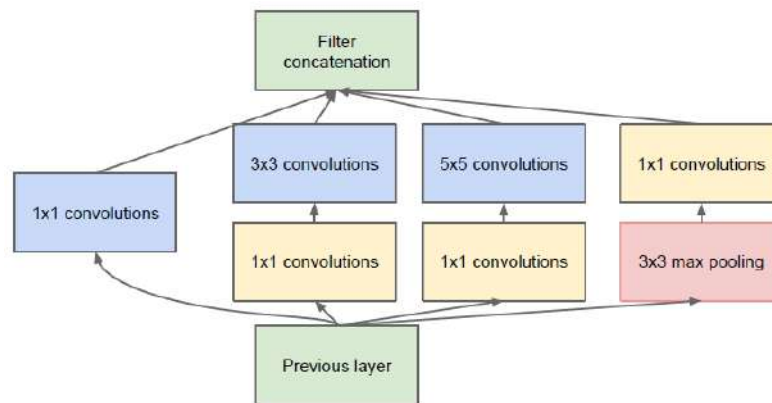 Filter
concatenation
3x3 convolutions
5x5 convolutions
1x1 convolutions
1x1 convolutions
1x1 convolutions
1x1 convolutions
3x3 max pooling
Previous layer